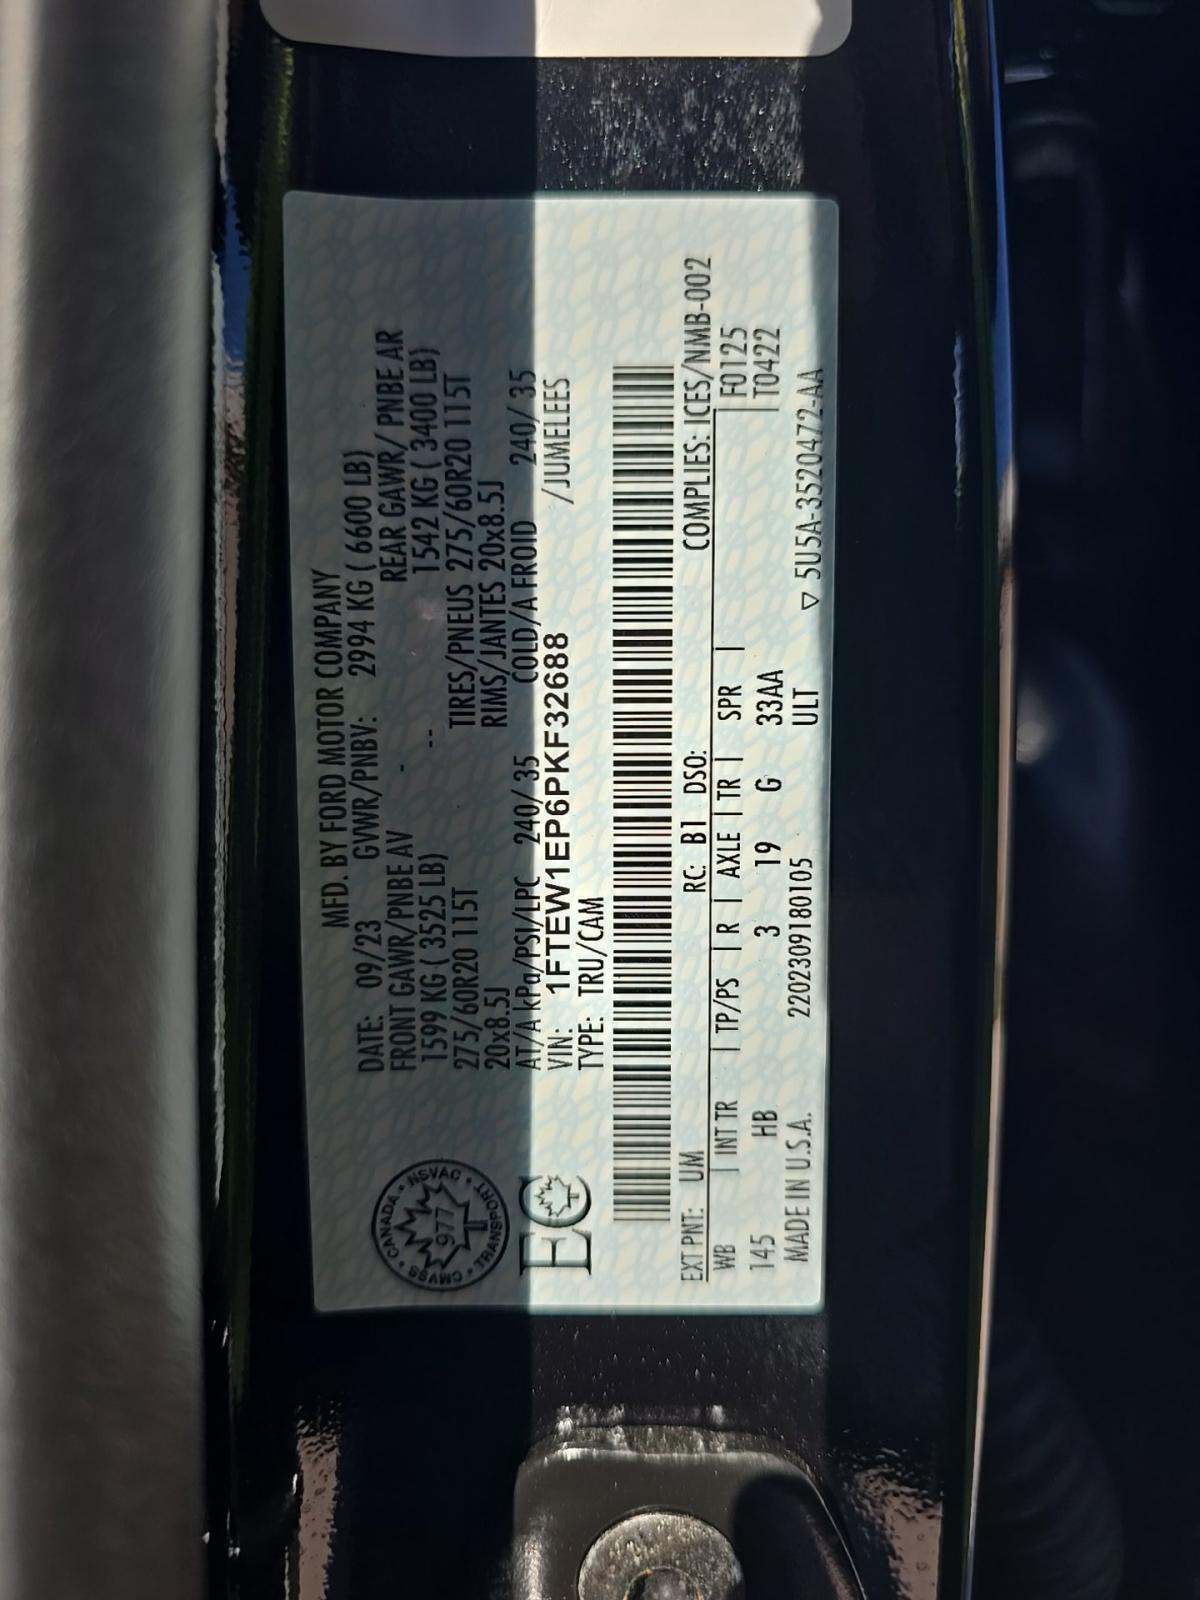 MFD. BY FORD MOTOR COMPANY
DATE: 09/23 GVWR/PNBV: 2994 KG ( 6600 LB)
FRONT GAWR/PNBE AV - REAR GAWR/ PNBE AR
1599 KG ( 3525 LB) -- 1542 KG ( 3400 LB)
275/60R20 115T TIRES/PNEUS 275/60R20 115T
20x8.5J RIMS/JANTES 20x8.5J
AT/A kPa/PSI/LPC 240/ 35 COLD/A FROID 240/ 35
VIN: 1FTEW1EP6PKF32688 /JUMELEES
TYPE: TRU/CAM
CANADA • NSVAC • TRANSPORT • CMVSS
977
EC
COMPLIES: ICES/NMB-002
EXT PNT: UM RC: B1 DSO: F0125
WB | INT TR | TP/PS | R | AXLE | TR | SPR | T0422
145 HB 3 19 G 33AA
MADE IN U.S.A. 2202309180105 ULT ▽ 5U5A-3520472-AA